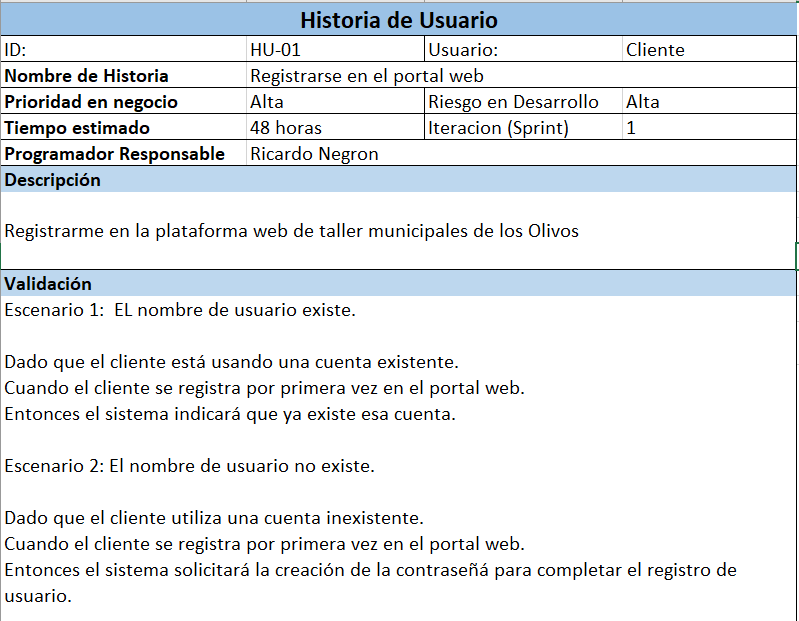 Historia de Usuario
ID: HU-01 Usuario: Cliente
Nombre de Historia Registrarse en el portal web
Prioridad en negocio Alta Riesgo en Desarrollo Alta
Tiempo estimado 48 horas Iteracion (Sprint) 1
Programador Responsable Ricardo Negron
Descripción
Registrarme en la plataforma web de taller municipales de los Olivos
Validación
Escenario 1:  EL nombre de usuario existe.
Dado que el cliente está usando una cuenta existente.
Cuando el cliente se registra por primera vez en el portal web.
Entonces el sistema indicará que ya existe esa cuenta.
Escenario 2: El nombre de usuario no existe.
Dado que el cliente utiliza una cuenta inexistente.
Cuando el cliente se registra por primera vez en el portal web.
Entonces el sistema solicitará la creación de la contraseñá para completar el registro de
usuario.